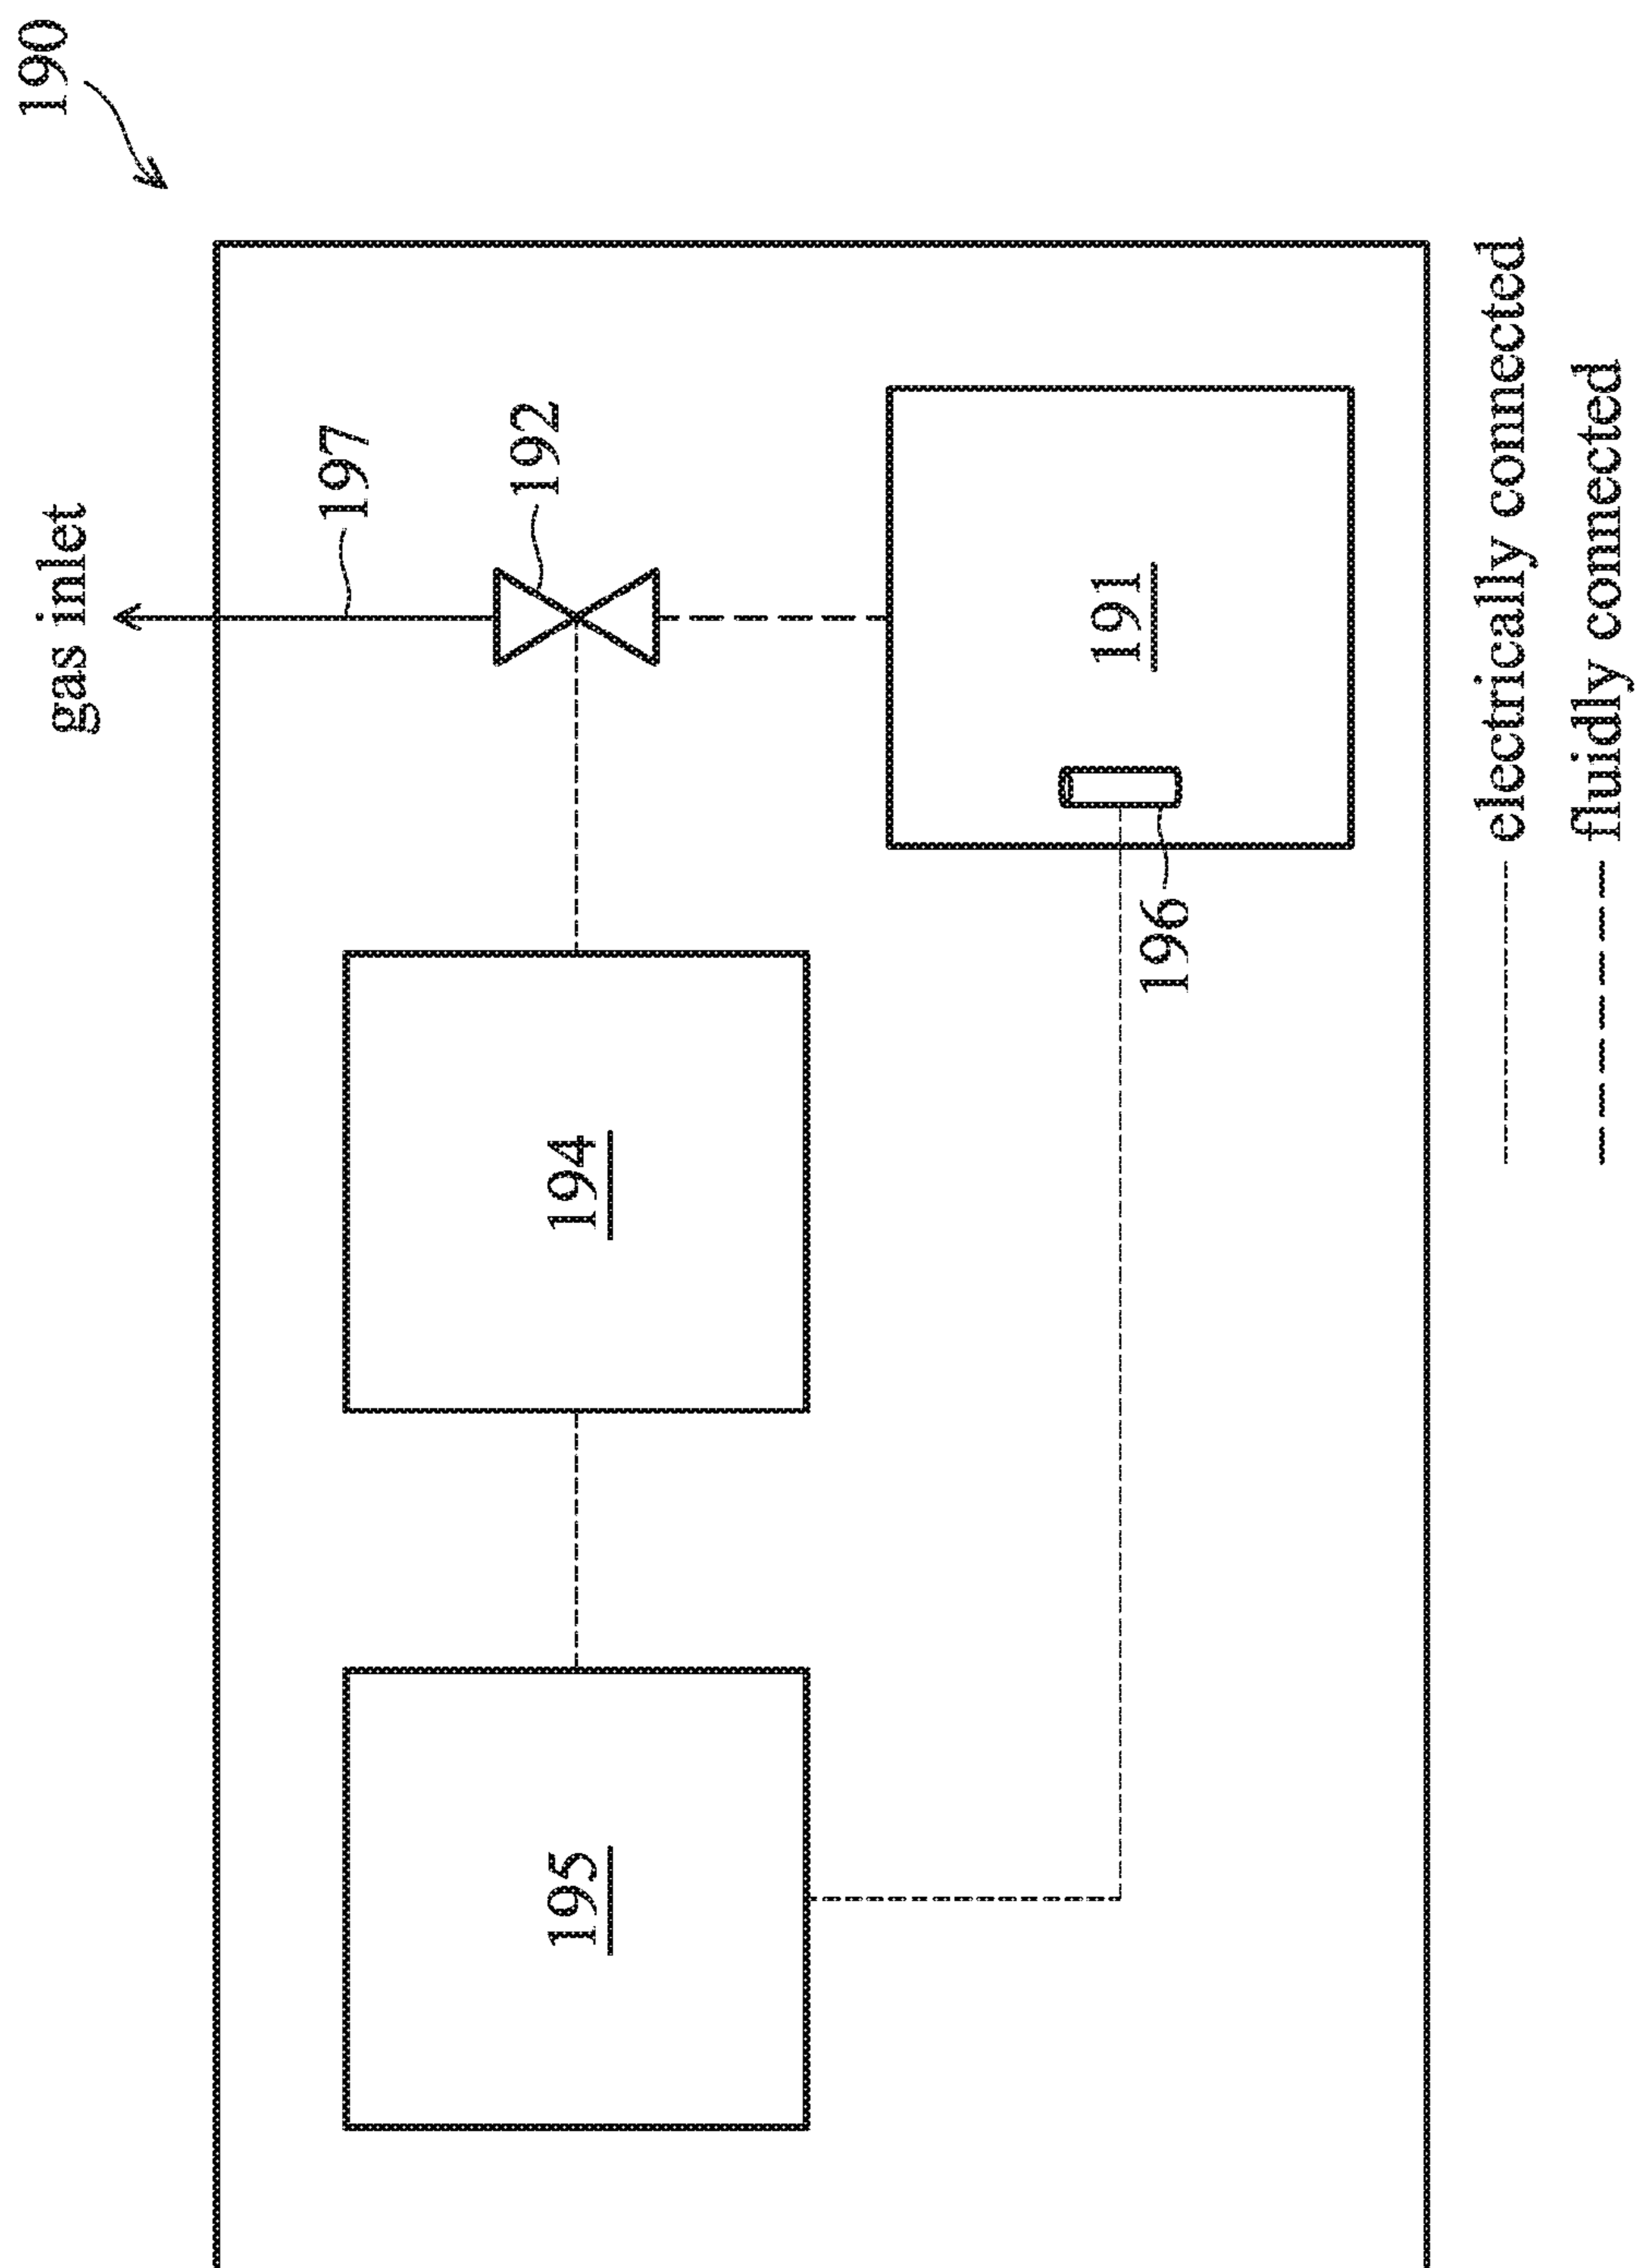 190
gas inlet
197
192
195
194
191
196
electrically connected
fluidly connected